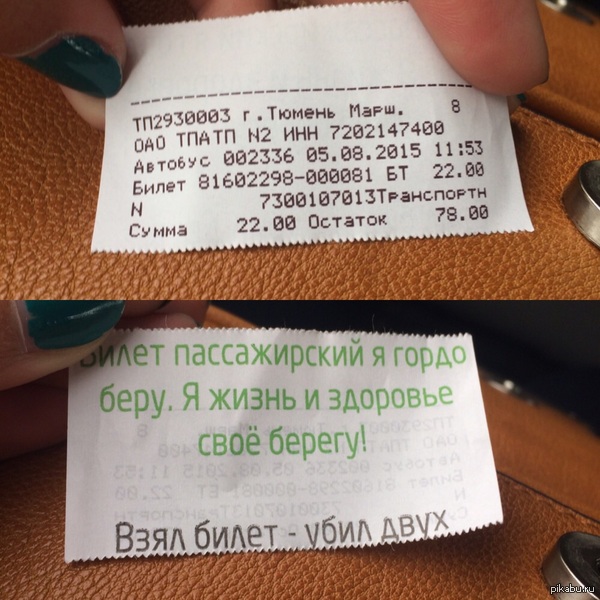 ТП2930003 г.Тюмень Марш. 8
ОАО ТПАТП N2 ИНН 7202147400
Автобус 002336 05.08.2015 11:53
Билет 81602298-000081 БТ 22.00
N 7300107013Транспортн
Сумма 22.00 Остаток 78.00
Билет пассажирский я гордо
беру. Я жизнь и здоровье
своё берегу!
Взял билет - убил двух
pikabu.ru